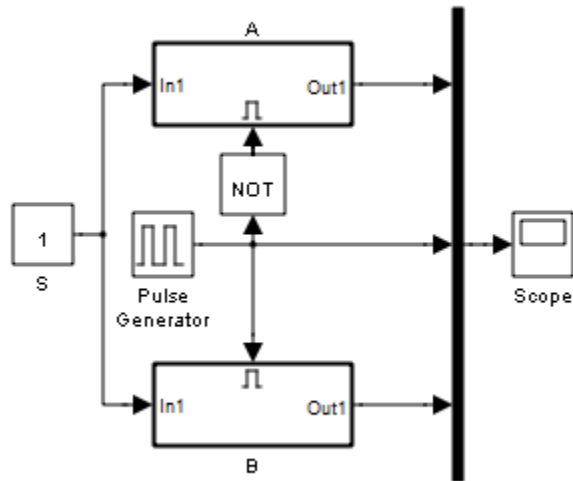 A
In1
Out1
NOT
1
S
Pulse
Generator
Scope
In1
Out1
B